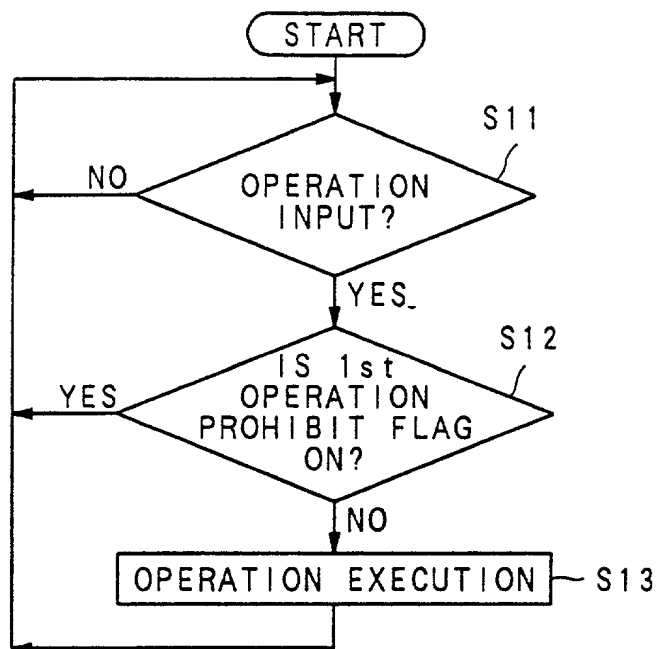 START
S11
NO
OPERATION
INPUT?
YES
S12
YES
IS 1st
OPERATION
PROHIBIT FLAG
ON?
NO
OPERATION EXECUTION
S13